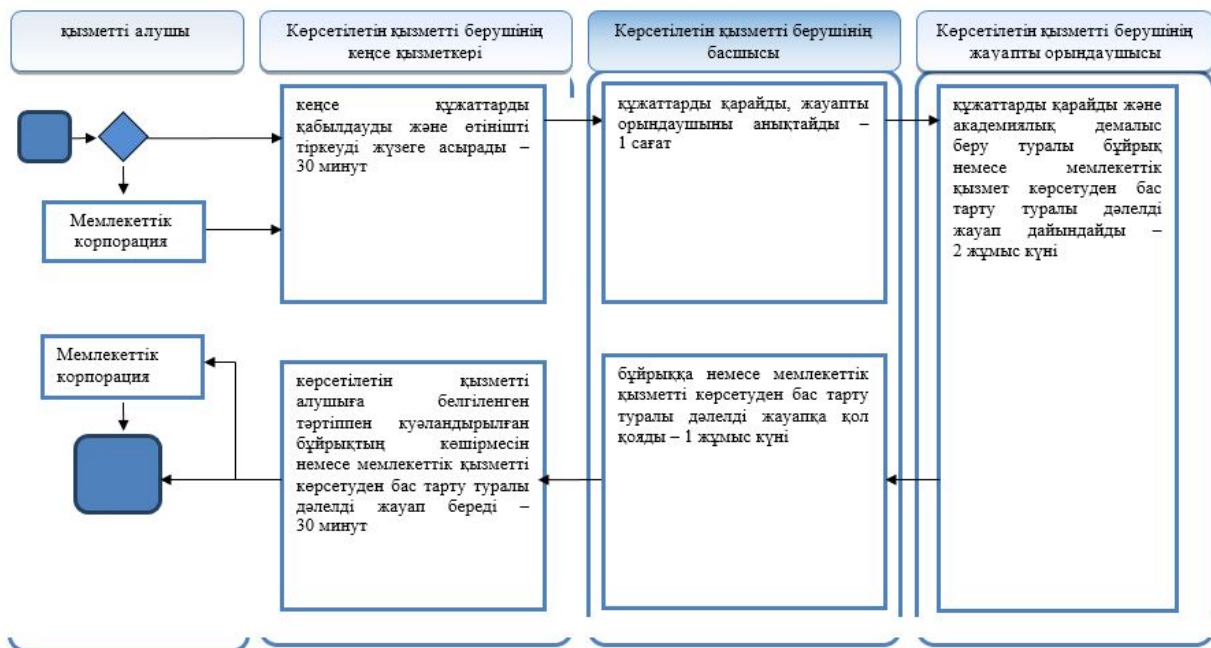 қызметті алушы
Көрсетілетін қызметті берушінің
кеңсе қызметкері
Көрсетілетін қызметті берушінің
басшысы
Көрсетілетін қызметті берушінің
жауапты орындаушысы
кеңсе құжаттарды
қабылдауды және өтінішті
тіркеуді жүзеге асырады –
30 минут
құжаттарды қарайды, жауапты
орындаушыны анықтайды –
1 сағат
құжаттарды қарайды және
академиялық демалыс
беру туралы бұйрық
немесе мемлекеттік
қызмет көрсетуден бас
тарту туралы дәлелді
жауап дайындайды –
2 жұмыс күні
Мемлекеттік
корпорация
Мемлекеттік
корпорация
көрсетілетін қызметті
алушыға белгіленген
тәртіппен куәландырылған
бұйрықтың көшірмесін
немесе мемлекеттік қызметті
көрсетуден бас тарту туралы
дәлелді жауап береді –
30 минут
бұйрыққа немесе мемлекеттік
қызметті көрсетуден бас тарту
туралы дәлелді жауапқа қол
қояды – 1 жұмыс күні